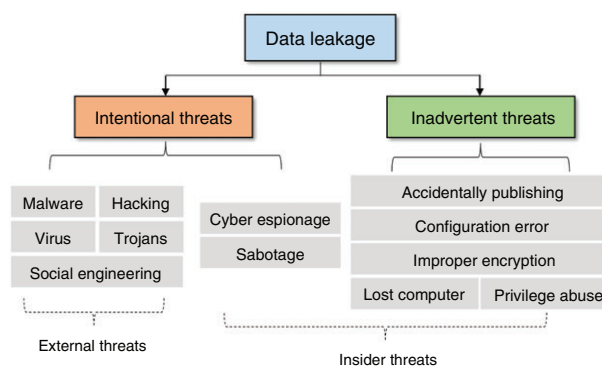 Data leakage
Intentional threats
Inadvertent threats
Malware
Hacking
Virus
Trojans
Social engineering
Cyber espionage
Sabotage
Accidentally publishing
Configuration error
Improper encryption
Lost computer
Privilege abuse
External threats
Insider threats